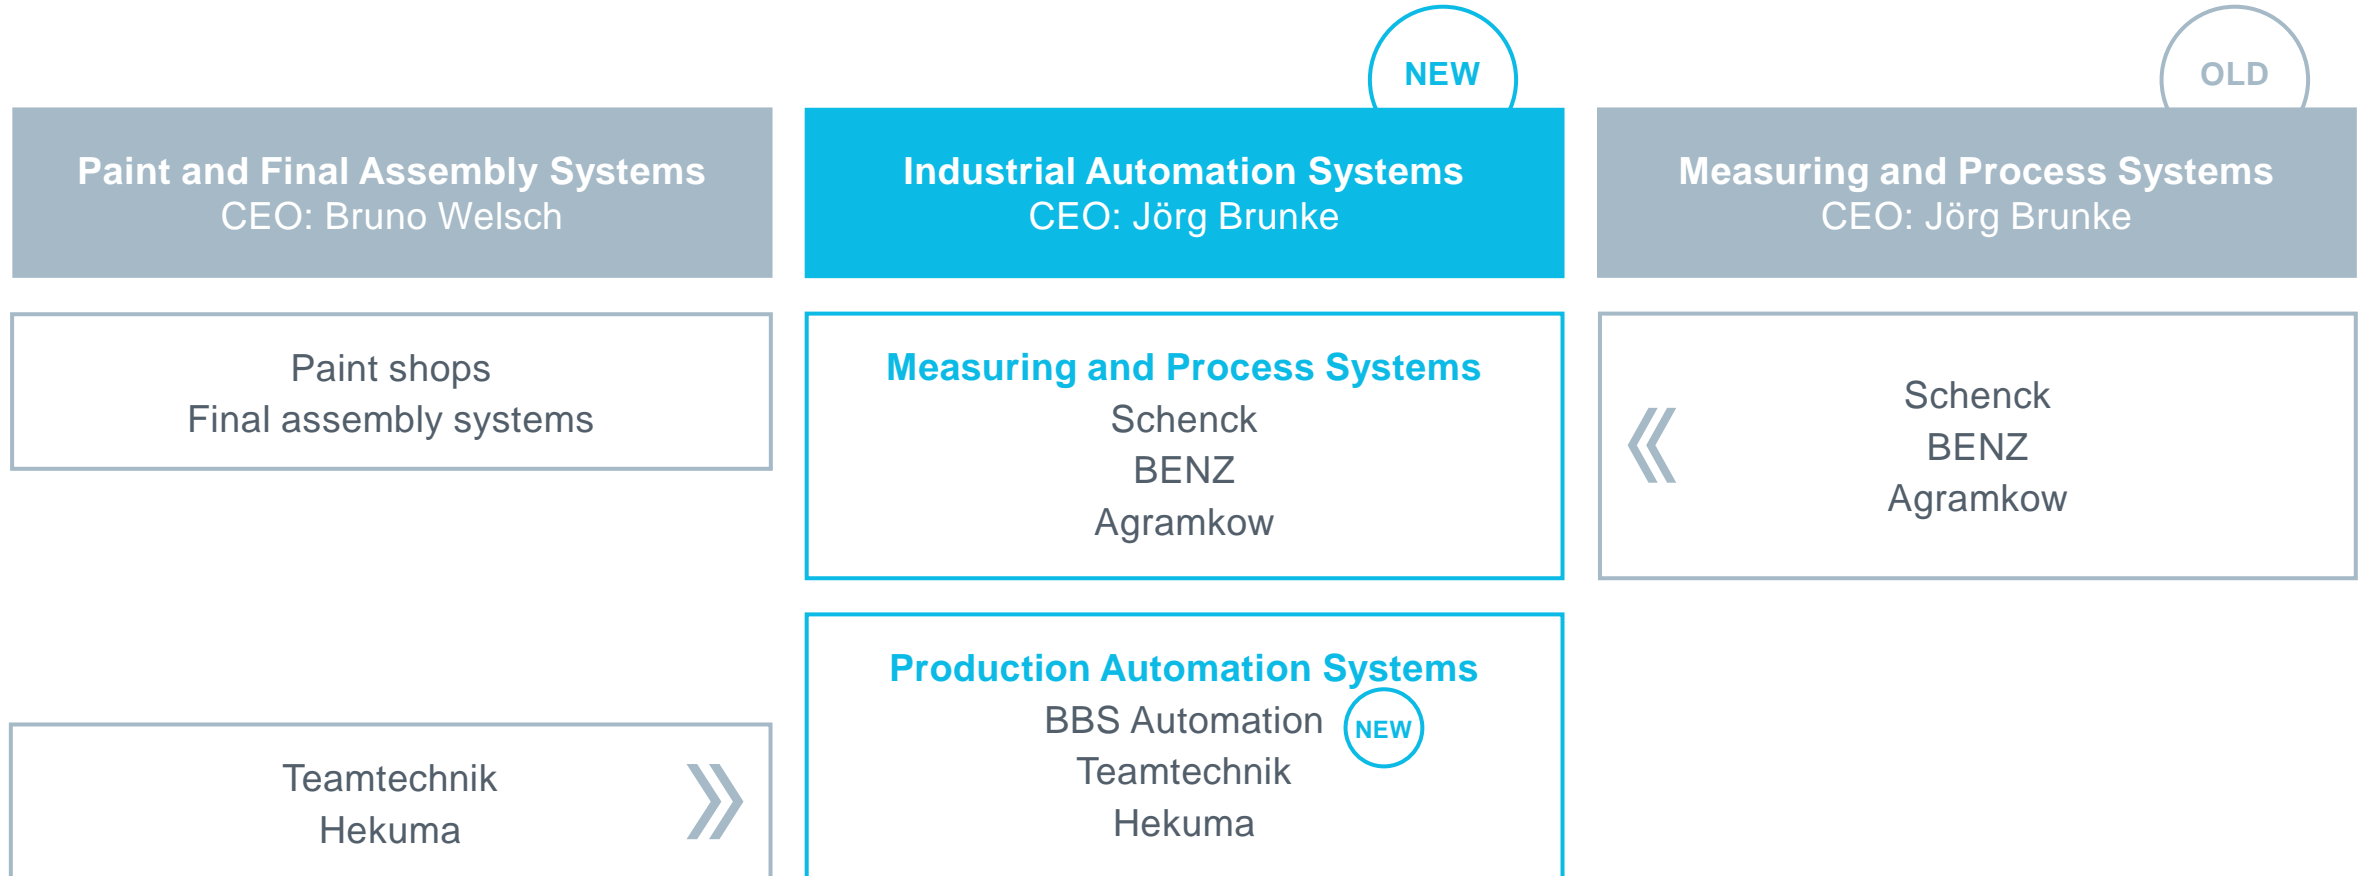 NEW
OLD
Paint and Final Assembly Systems
CEO: Bruno Welsch
Industrial Automation Systems
CEO: Jörg Brunke
Measuring and Process Systems
CEO: Jörg Brunke
Paint shops
Final assembly systems
Measuring and Process Systems
Schenck
BENZ
Agramkow
Schenck
BENZ
Agramkow
Teamtechnik
Hekuma
Production Automation Systems
BBS Automation
NEW
Teamtechnik
Hekuma